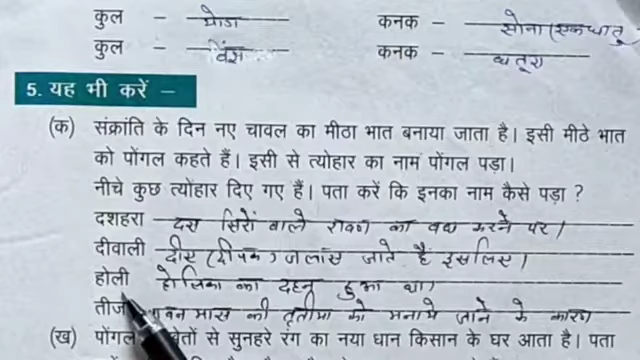 कुल – थोडा कनक – सोना (एक धातु
कुल – वंश कनक – धतूरा
5. यह भी करें –
(क) संक्रांति के दिन नए चावल का मीठा भात बनाया जाता है। इसी मीठे भात
को पोंगल कहते हैं। इसी से त्योहार का नाम पोंगल पड़ा।
नीचे कुछ त्योहार दिए गए हैं। पता करें कि इनका नाम कैसे पड़ा ?
दशहरा – दस सिरों वाले रावण का वध करने पर।
दीवाली – दीए (दीपक) जलाए जाते है इसलिए।
होली – होलिका का दहन हुआ था।
तीज मास की तृतीया को मनाये जाने के कारण
(ख) पोंगल खेतों से सुनहरे रंग का नया धान किसान के घर आता है। पता